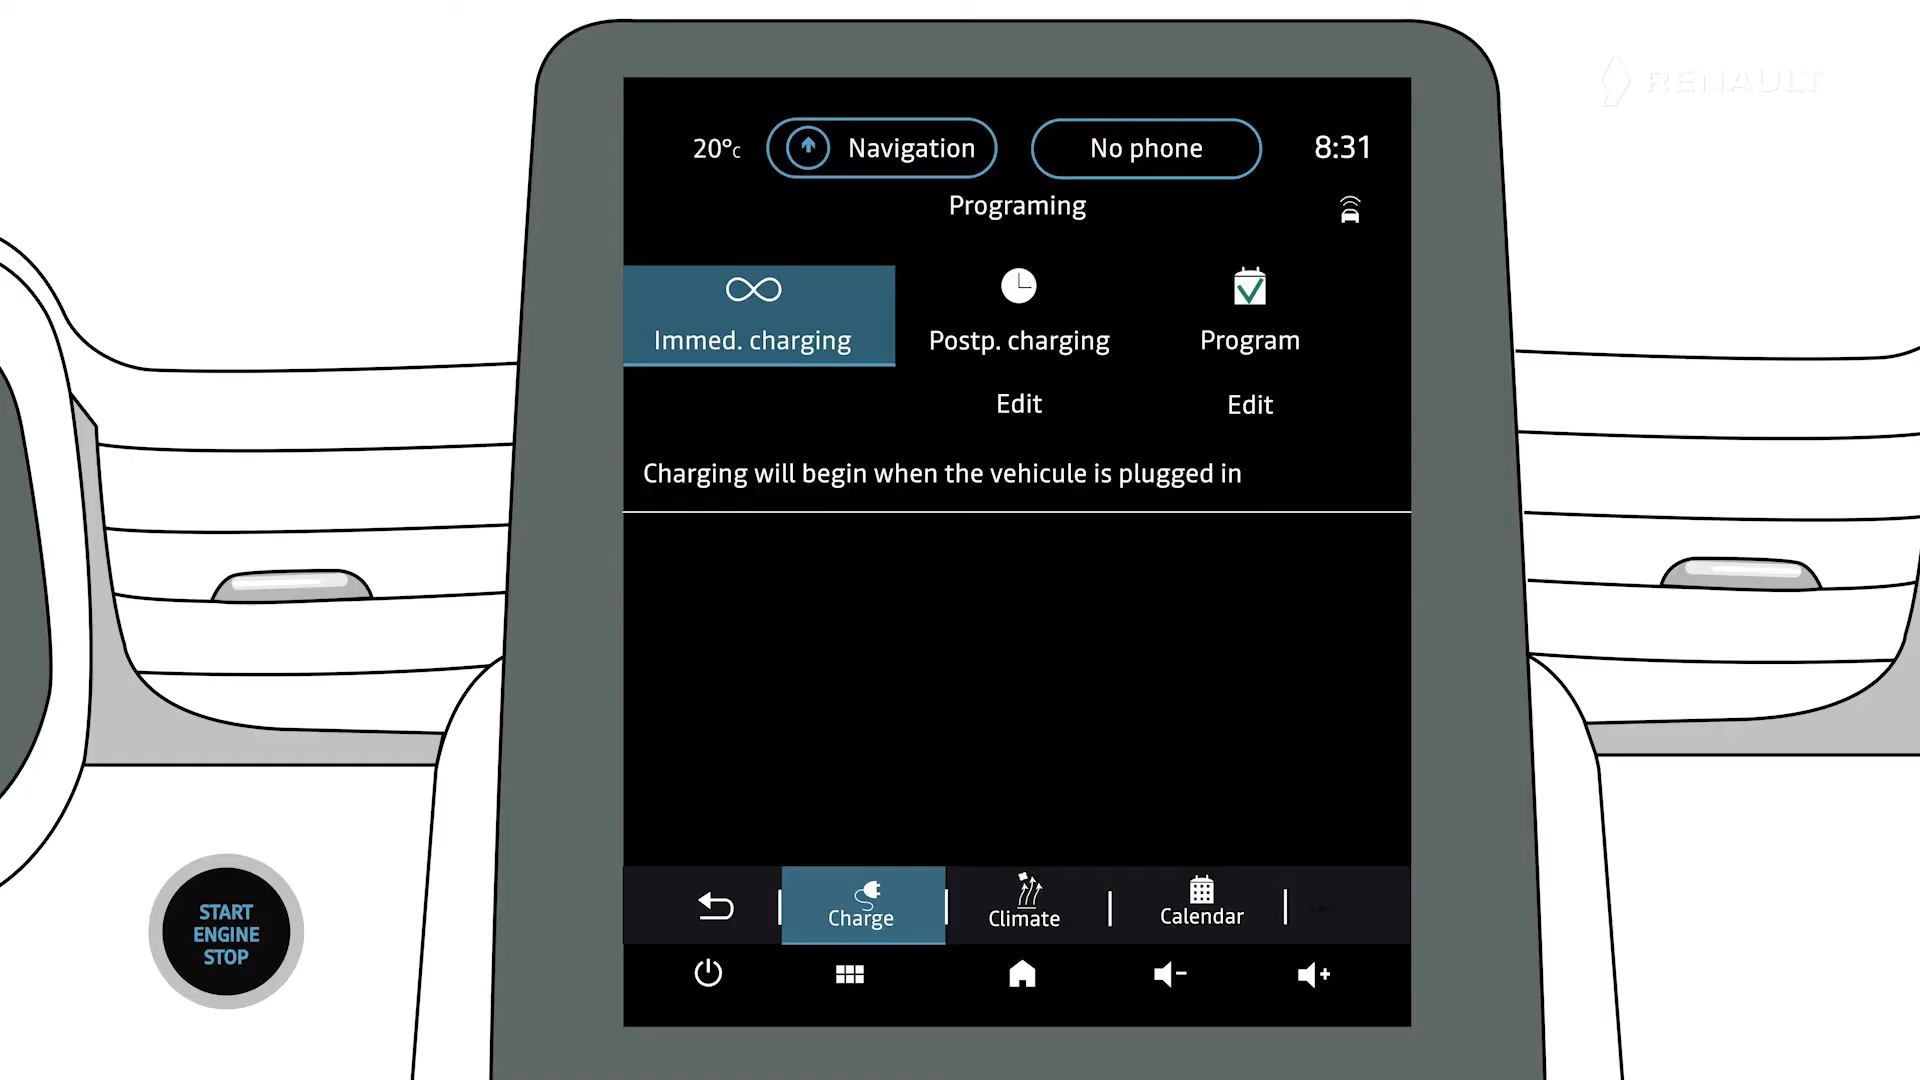 RENAULT
20°C Navigation No phone 8:31
Programing
Immed. charging Postp. charging Program
Edit Edit
Charging will begin when the vehicule is plugged in
Charge Climate Calendar
START
ENGINE
STOP